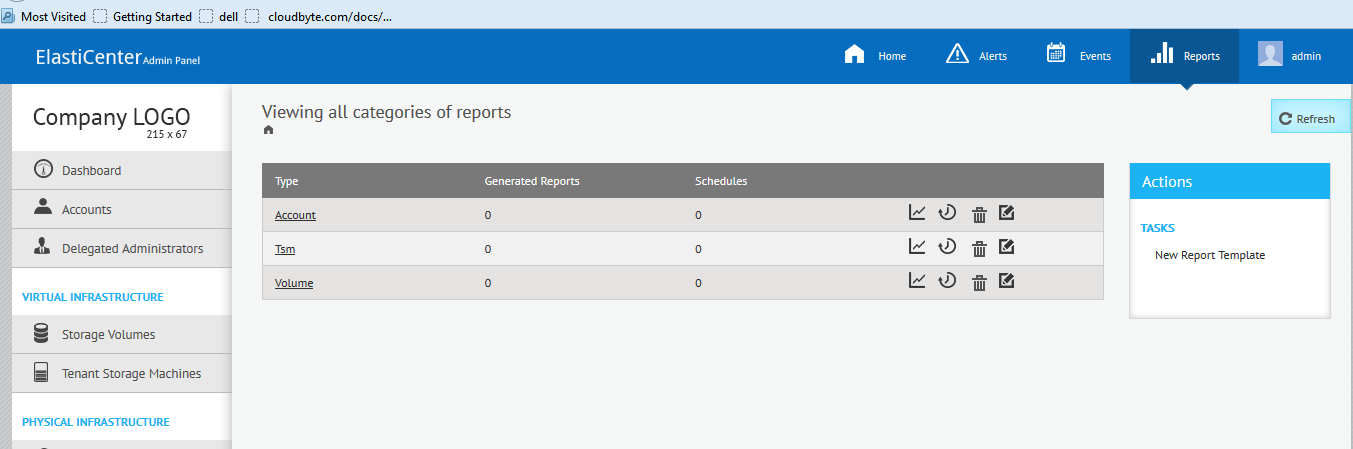 Most Visited Getting Started dell cloudbyte.com/docs/...
ElastiCenter Admin Panel Home Alerts Events Reports admin
Company LOGO
215 x 67
Dashboard
Accounts
Delegated Administrators
VIRTUAL INFRASTRUCTURE
Storage Volumes
Tenant Storage Machines
PHYSICAL INFRASTRUCTURE
Viewing all categories of reports
Refresh
Type Generated Reports Schedules
Account 0 0
Tsm 0 0
Volume 0 0
Actions
TASKS
New Report Template